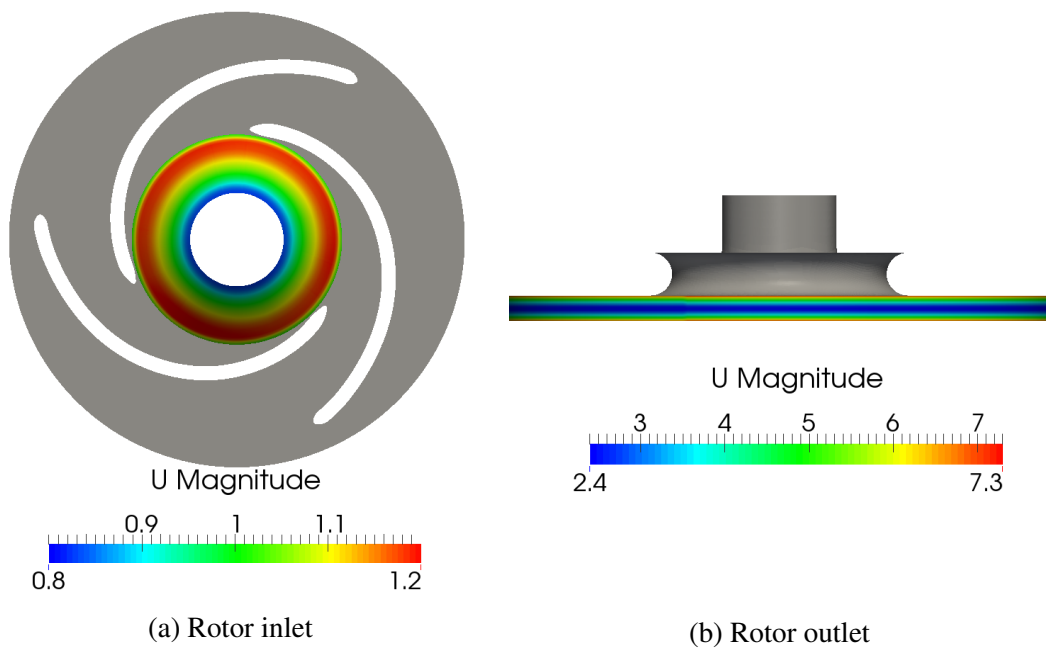 U Magnitude
0.9 1 1.1
0.8 1.2
(a) Rotor inlet
U Magnitude
3 4 5 6 7
2.4 7.3
(b) Rotor outlet